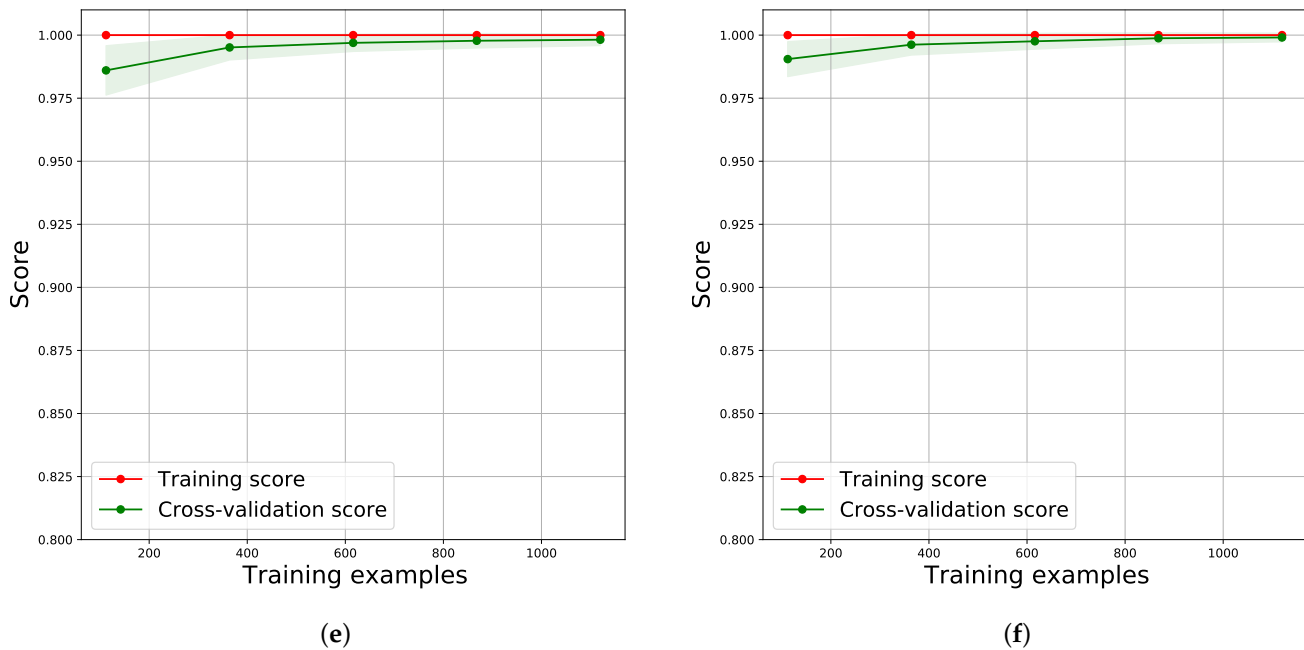 1.000
0.975
0.950
0.925
0.900
0.875
0.850
0.825
0.800
Score
Training score
Cross-validation score
200 400 600 800 1000
Training examples
(e)
1.000
0.975
0.950
0.925
0.900
0.875
0.850
0.825
0.800
Score
Training score
Cross-validation score
200 400 600 800 1000
Training examples
(f)